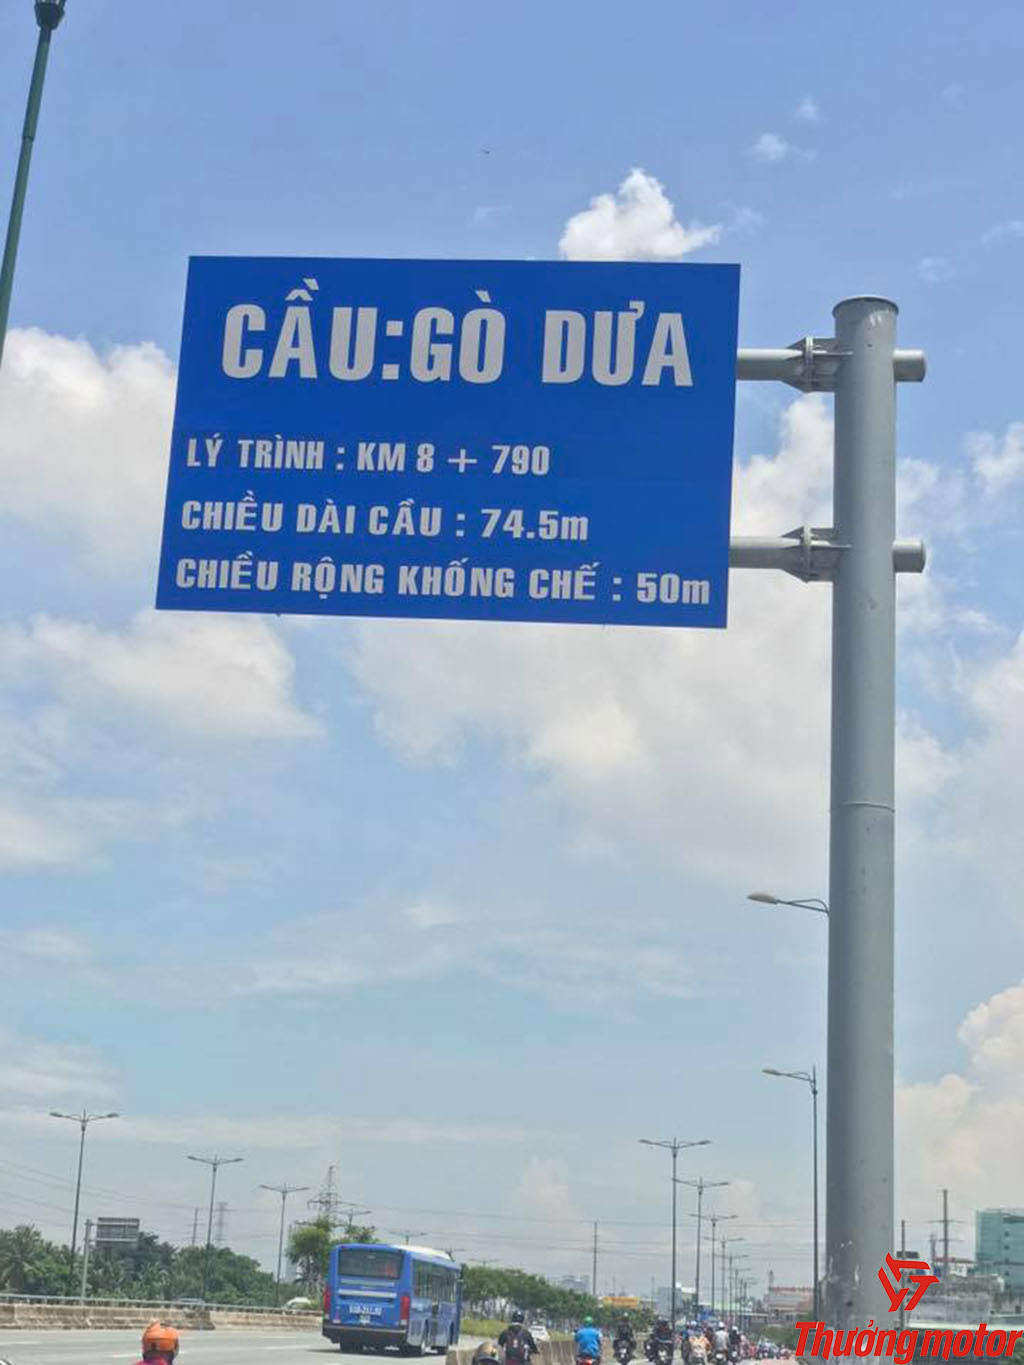 CẦU:GÒ DƯA
LÝ TRÌNH : KM 8 + 790
CHIỀU DÀI CẦU : 74.5m
CHIỀU RỘNG KHỐNG CHẾ : 50m
Thưởng motor